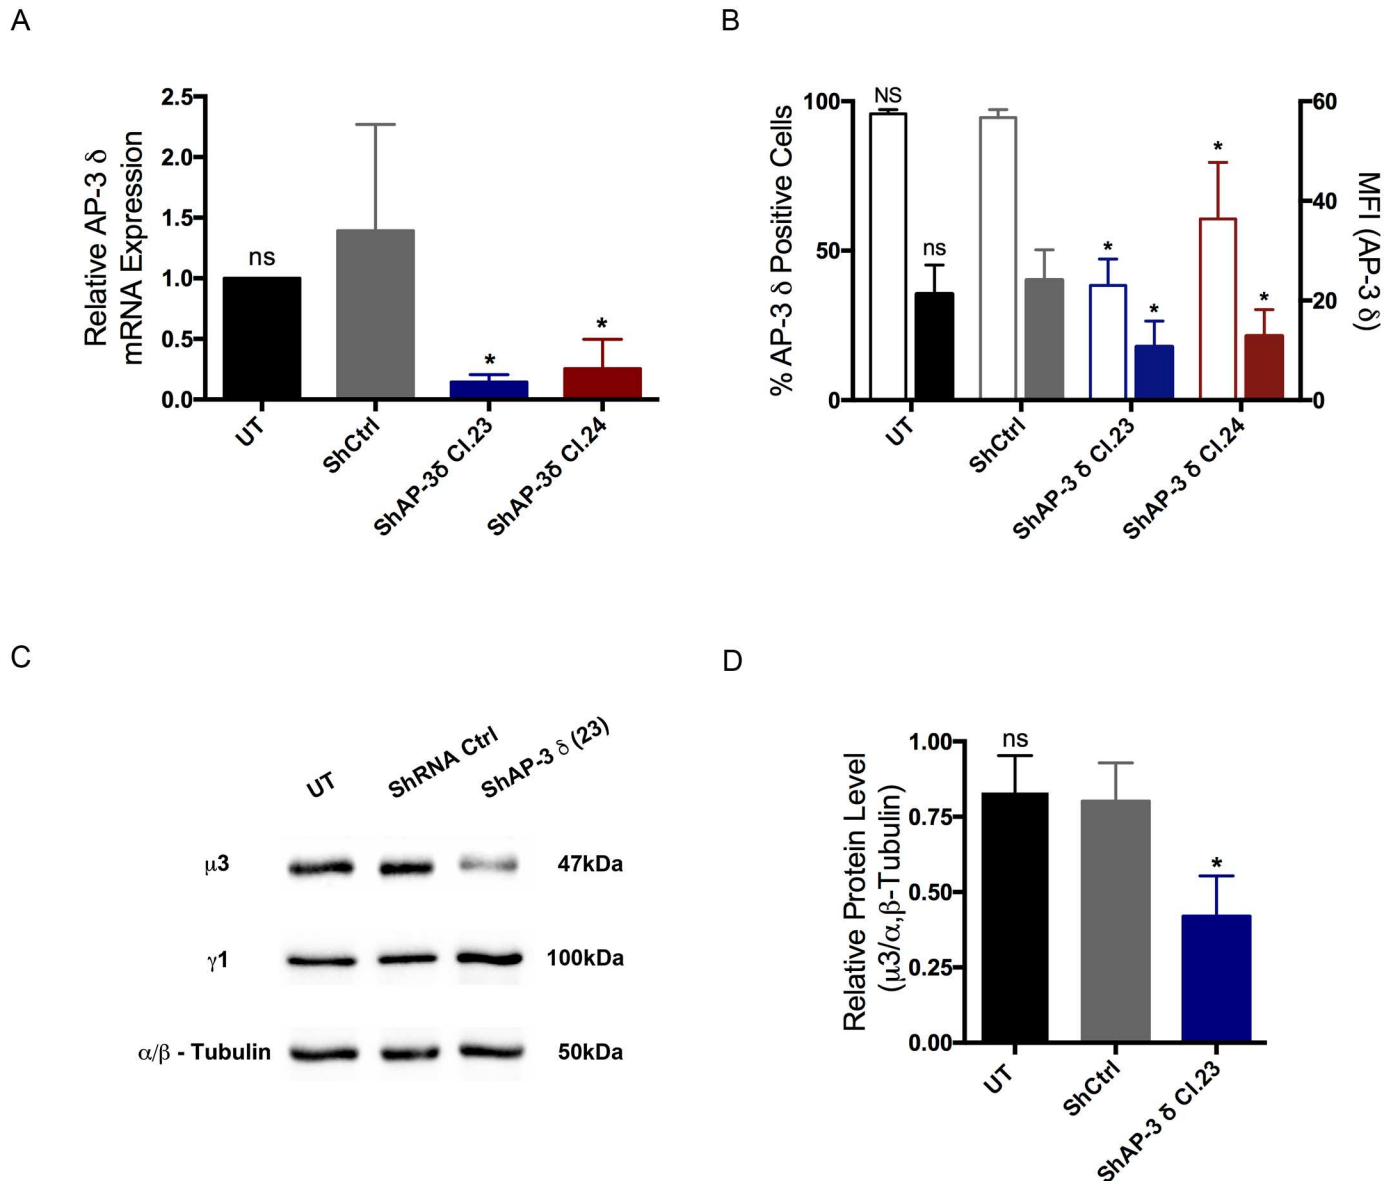 A
Relative AP-3 δ
mRNA Expression
2.5
2.0
1.5
1.0
0.5
0.0
ns
*
*
UT
ShCtrl
ShAP-3δ Cl.23
ShAP-3δ Cl.24
B
% AP-3 δ Positive Cells
100
50
0
NS
ns
*
*
*
*
60
40
20
0
MFI (AP-3 δ)
UT
ShCtrl
ShAP-3 δ Cl.23
ShAP-3 δ Cl.24
C
UT
ShRNA Ctrl
ShAP-3 δ (23)
μ3
47kDa
γ1
100kDa
α/β - Tubulin
50kDa
D
Relative Protein Level
(μ3/α,β-Tubulin)
1.00
0.75
0.50
0.25
0.00
ns
*
UT
ShCtrl
ShAP-3 δ Cl.23